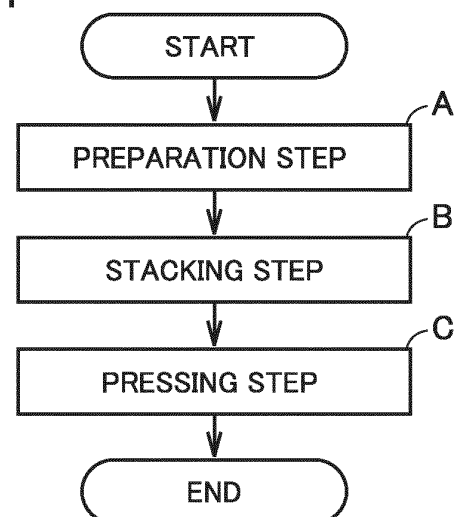 START
A
PREPARATION STEP
B
STACKING STEP
C
PRESSING STEP
END